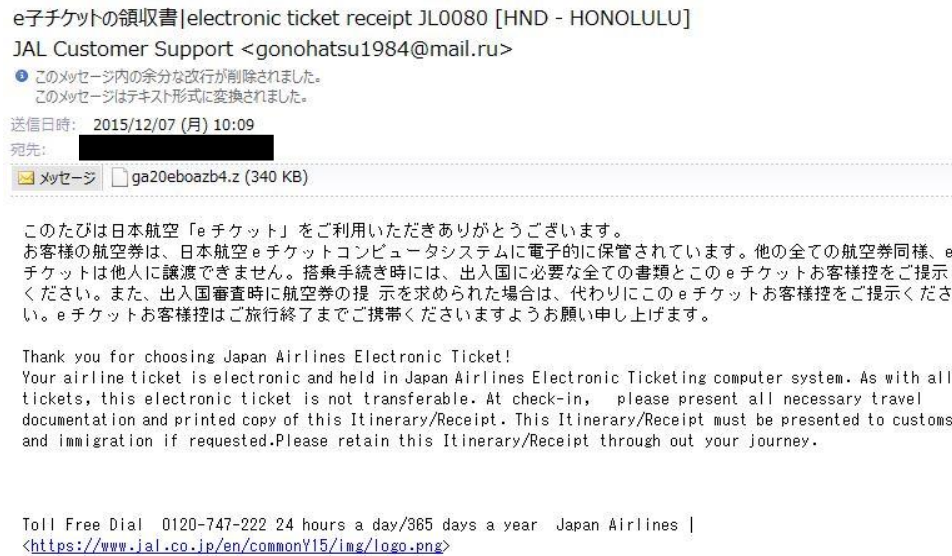 e子チケットの領収書|electronic ticket receipt JL0080 [HND - HONOLULU]
JAL Customer Support <gonohatsu1984@mail.ru>
このメッセージ内の余分な改行が削除されました。
このメッセージはテキスト形式に変換されました。
送信日時: 2015/12/07 (月) 10:09
宛先:
メッセージ ga20eboazb4.z (340 KB)
このたびは日本航空「eチケット」をご利用いただきありがとうございます。
お客様の航空券は、日本航空eチケットコンピュータシステムに電子的に保管されています。他の全ての航空券同様、e
チケットは他人に譲渡できません。搭乗手続き時には、出入国に必要な全ての書類とこのeチケットお客様控をご提示
ください。また、出入国審査時に航空券の提 示を求められた場合は、代わりにこのeチケットお客様控をご提示くださ
い。eチケットお客様控はご旅行終了までご携帯くださいますようお願い申し上げます。
Thank you for choosing Japan Airlines Electronic Ticket!
Your airline ticket is electronic and held in Japan Airlines Electronic Ticketing computer system. As with all
tickets, this electronic ticket is not transferable. At check-in, please present all necessary travel
documentation and printed copy of this Itinerary/Receipt. This Itinerary/Receipt must be presented to customs
and immigration if requested.Please retain this Itinerary/Receipt through out your journey.
Toll Free Dial 0120-747-222 24 hours a day/365 days a year Japan Airlines |
<https://www.jal.co.jp/en/commonY15/img/logo.png>